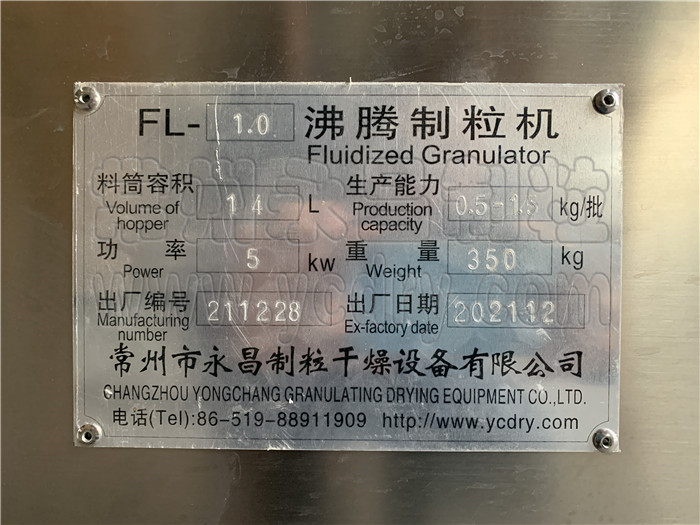 FL- 1.0 沸腾制粒机
Fluidized Granulator
料筒容积 14 L 生产能力 0.5-1.5 kg/批
Volume of hopper Production capacity
功 率 5 kw 重 量 350 kg
Power Weight
出厂编号 211228 出厂日期 202112
Manufacturing number Ex-factory date
常州市永昌制粒干燥设备有限公司
CHANGZHOU YONGCHANG GRANULATING DRYING EQUIPMENT CO.,LTD.
电话(Tel):86-519-88911909 http://www.ycdry.com
www.ycdry.com